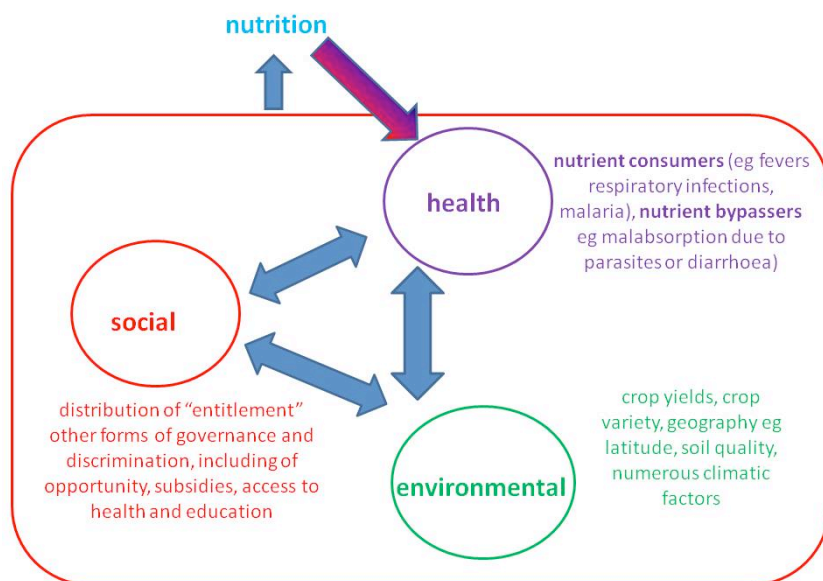 nutrition
health
nutrient consumers (eg fevers
respiratory infections,
malaria), nutrient bypassers
eg malabsorption due to
parasites or diarrhoea)
social
distribution of “entitlement”
other forms of governance and
discrimination, including of
opportunity, subsidies, access to
health and education
environmental
crop yields, crop
variety, geography eg
latitude, soil quality,
numerous climatic
factors